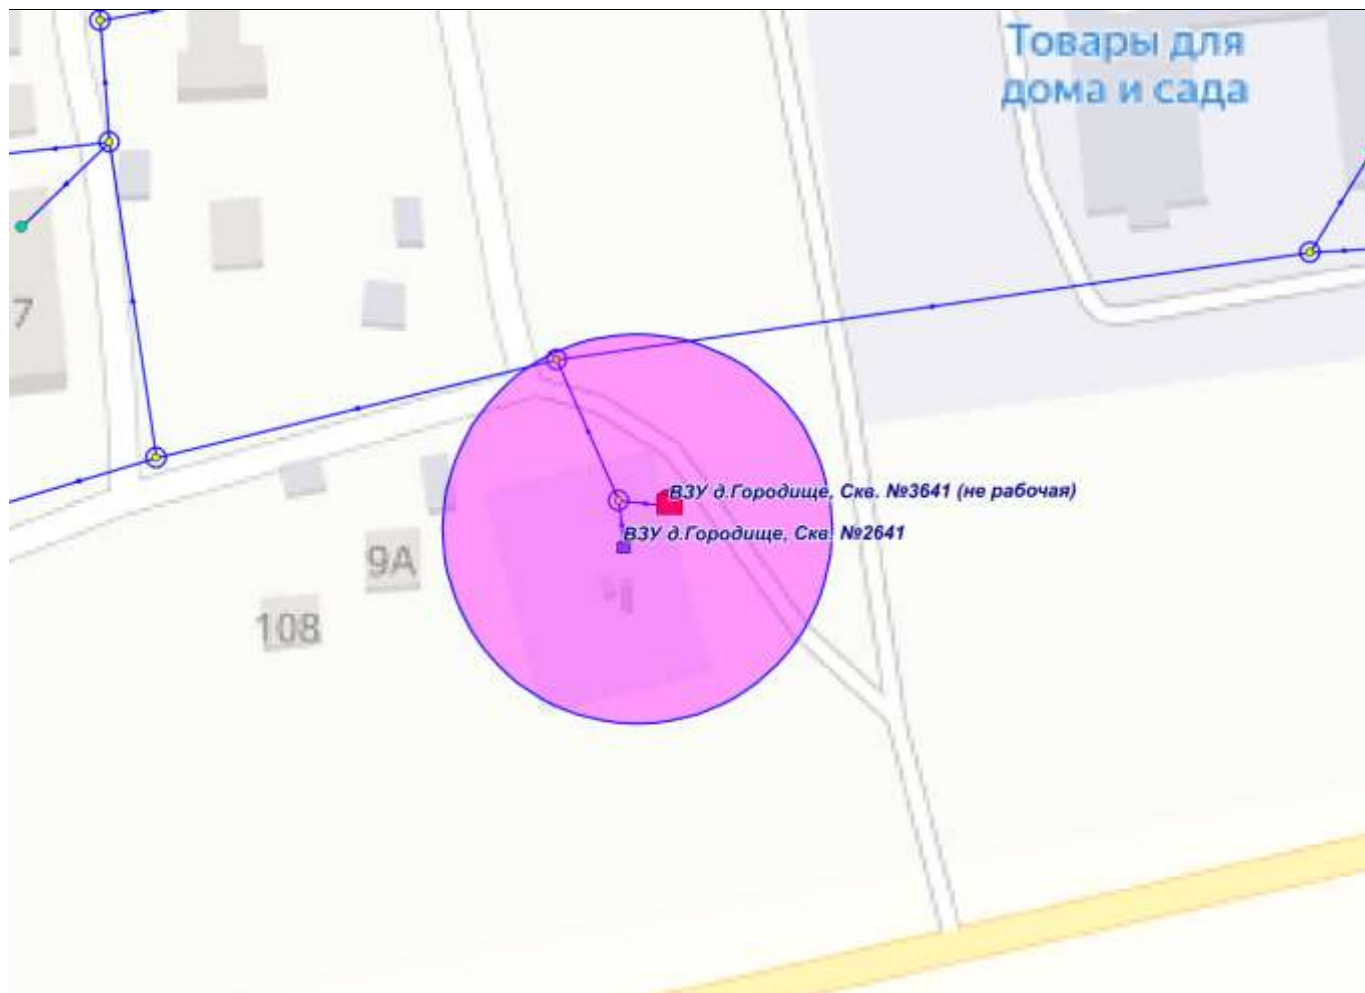 Товары для
дома и сада
7
ВЗУ д.Городище, Скв. №3641 (не рабочая)
ВЗУ д.Городище, Скв. №2641
9А
108